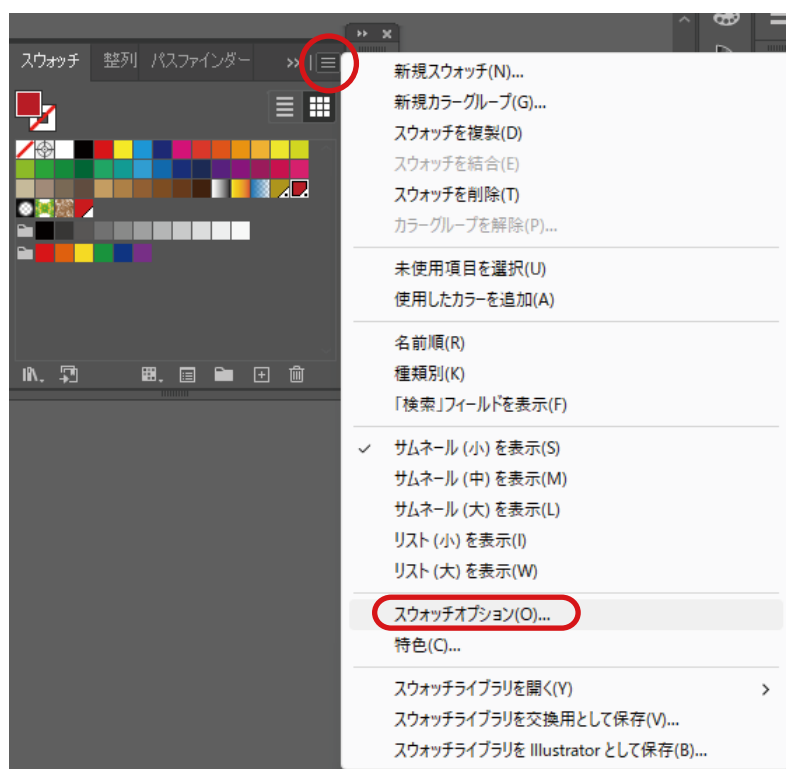 スウォッチ 整列 パスファインダー
新規スウォッチ(N)...
新規カラーグループ(G)...
スウォッチを複製(D)
スウォッチを結合(E)
スウォッチを削除(T)
カラーグループを解除(P)...
未使用項目を選択(U)
使用したカラーを追加(A)
名前順(R)
種類別(K)
「検索」フィールドを表示(F)
サムネール (小) を表示(S)
サムネール (中) を表示(M)
サムネール (大) を表示(L)
リスト (小) を表示(I)
リスト (大) を表示(W)
スウォッチオプション(O)...
特色(C)...
スウォッチライブラリを開く(Y)
スウォッチライブラリを交換用として保存(V)...
スウォッチライブラリを Illustrator として保存(B)...